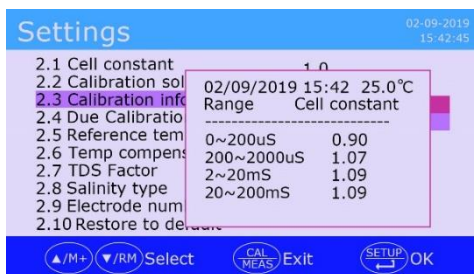 Settings
02-09-2019
15:42:45
2.1 Cell constant 1.0
2.2 Calibration sol
2.3 Calibration info
2.4 Due Calibratio
2.5 Reference tem
2.6 Temp compens
2.7 TDS Factor
2.8 Salinity type
2.9 Electrode num
2.10 Restore to default
02/09/2019 15:42 25.0°C
Range Cell constant
----------------------------
0~200uS 0.90
200~2000uS 1.07
2~20mS 1.09
20~200mS 1.09
▲/M+ ▼/RM Select
CAL
MEAS Exit
SETUP
↵ OK